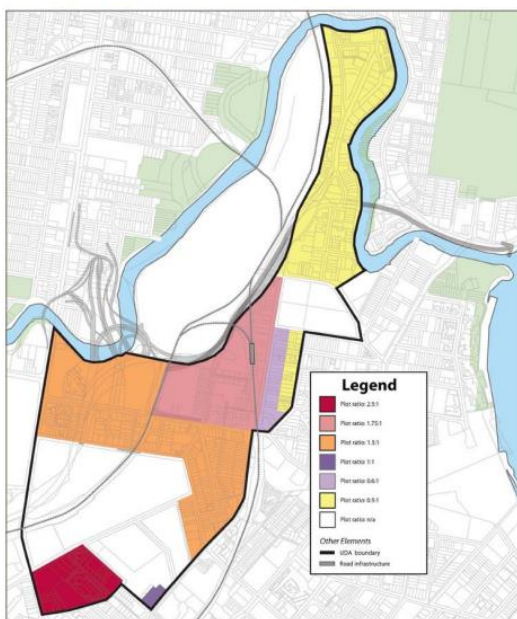 Legend
Plot ratio: 2.5:1
Plot ratio: 1.75:1
Plot ratio: 1.5:1
Plot ratio: 1:1
Plot ratio: 0.6:1
Plot ratio: 0.5:1
Plot ratio: n/a
Other Elements
UDA boundary
Road infrastructure